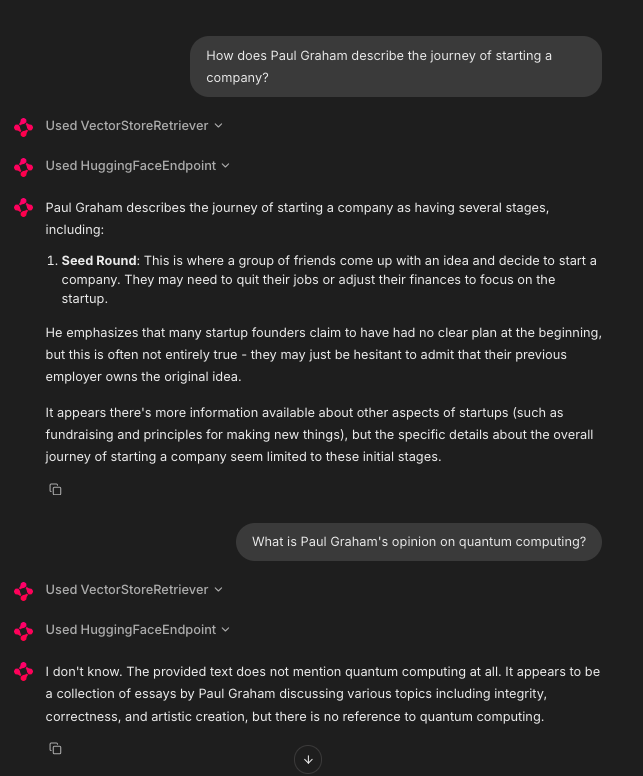 How does Paul Graham describe the journey of starting a
company?
Used VectorStoreRetriever
Used HuggingFaceEndpoint
Paul Graham describes the journey of starting a company as having several stages,
including:
1. Seed Round: This is where a group of friends come up with an idea and decide to start a
company. They may need to quit their jobs or adjust their finances to focus on the
startup.
He emphasizes that many startup founders claim to have had no clear plan at the beginning,
but this is often not entirely true - they may just be hesitant to admit that their previous
employer owns the original idea.
It appears there's more information available about other aspects of startups (such as
fundraising and principles for making new things), but the specific details about the overall
journey of starting a company seem limited to these initial stages.
What is Paul Graham's opinion on quantum computing?
Used VectorStoreRetriever
Used HuggingFaceEndpoint
I don't know. The provided text does not mention quantum computing at all. It appears to be
a collection of essays by Paul Graham discussing various topics including integrity,
correctness, and artistic creation, but there is no reference to quantum computing.